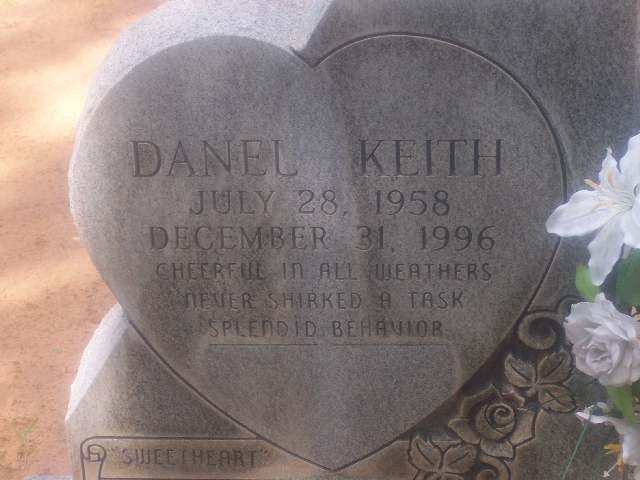 DANEL KEITH
JULY 28, 1958
DECEMBER 31, 1996
CHEERFUL IN ALL WEATHERS
NEVER SHIRKED A TASK
SPLENDID BEHAVIOR
"SWEETHEART"